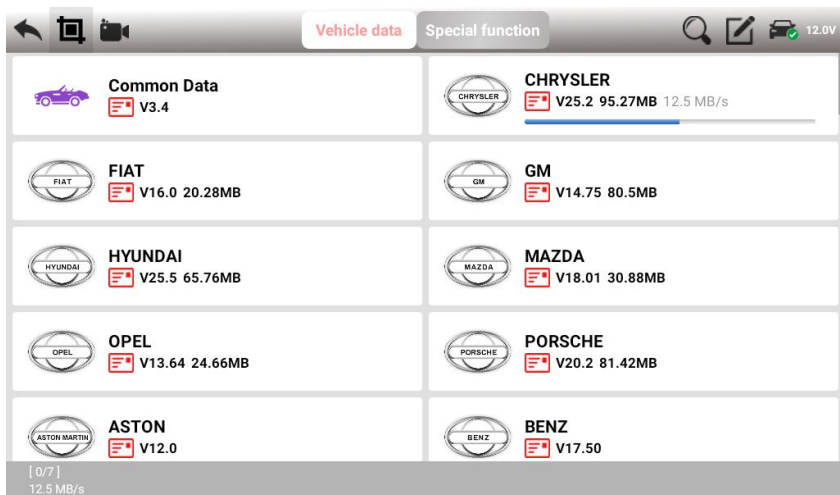 Vehicle data
Special function
12.0V
Common Data
V3.4
CHRYSLER
CHRYSLER
V25.2 95.27MB 12.5 MB/s
FIAT
FIAT
V16.0 20.28MB
GM
GM
V14.75 80.5MB
HYUNDAI
HYUNDAI
V25.5 65.76MB
MAZDA
MAZDA
V18.01 30.88MB
OPEL
OPEL
V13.64 24.66MB
PORSCHE
PORSCHE
V20.2 81.42MB
ASTON MARTIN
ASTON
V12.0
BENZ
BENZ
V17.50
[ 0/7 ]
12.5 MB/s